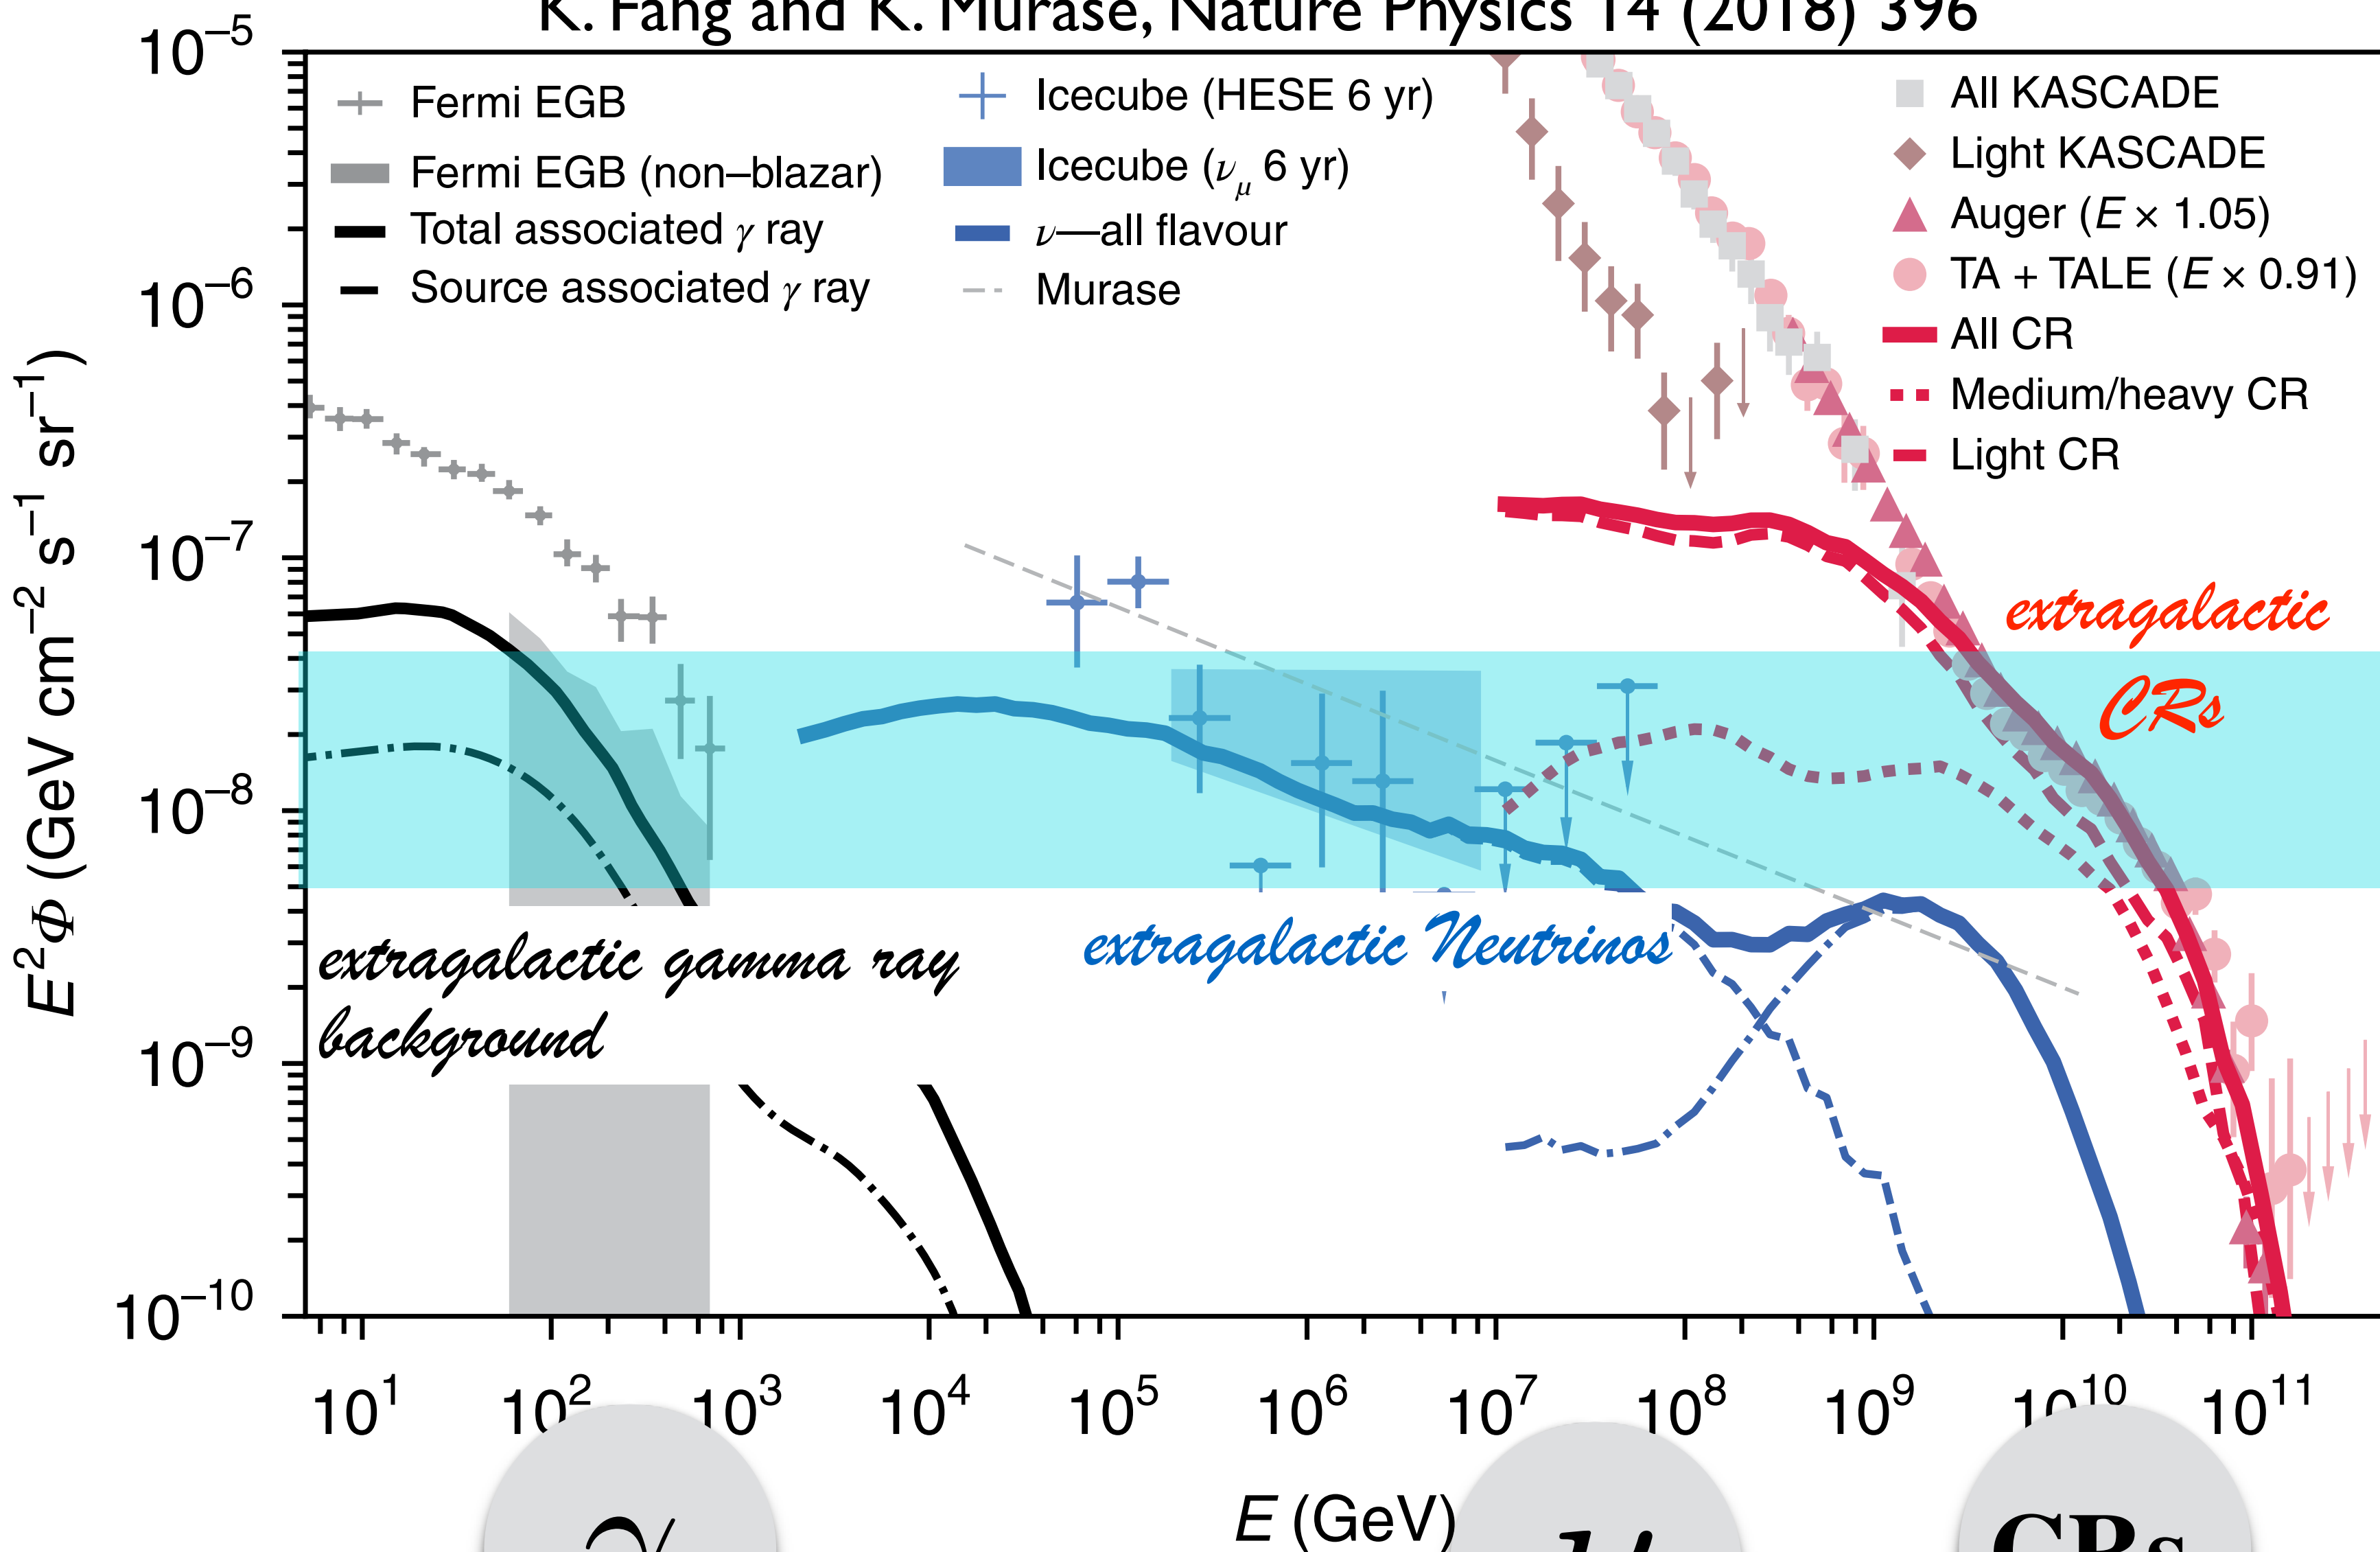 K. Fang and K. Murase, Nature Physics 14 (2018) 396
10⁻⁵
10⁻⁶
10⁻⁷
10⁻⁸
10⁻⁹
10⁻¹⁰
E²Φ (GeV cm⁻² s⁻¹ sr⁻¹)
Fermi EGB
Fermi EGB (non–blazar)
Total associated γ ray
Source associated γ ray
Icecube (HESE 6 yr)
Icecube (νμ 6 yr)
ν—all flavour
Murase
All KASCADE
Light KASCADE
Auger (E × 1.05)
TA + TALE (E × 0.91)
All CR
Medium/heavy CR
Light CR
extragalactic
CRs
extragalactic gamma ray
background
extragalactic Neutrinos
10¹ 10² 10³ 10⁴ 10⁵ 10⁶ 10⁷ 10⁸ 10⁹ 10¹⁰ 10¹¹
E (GeV)
γ
ν
CRs